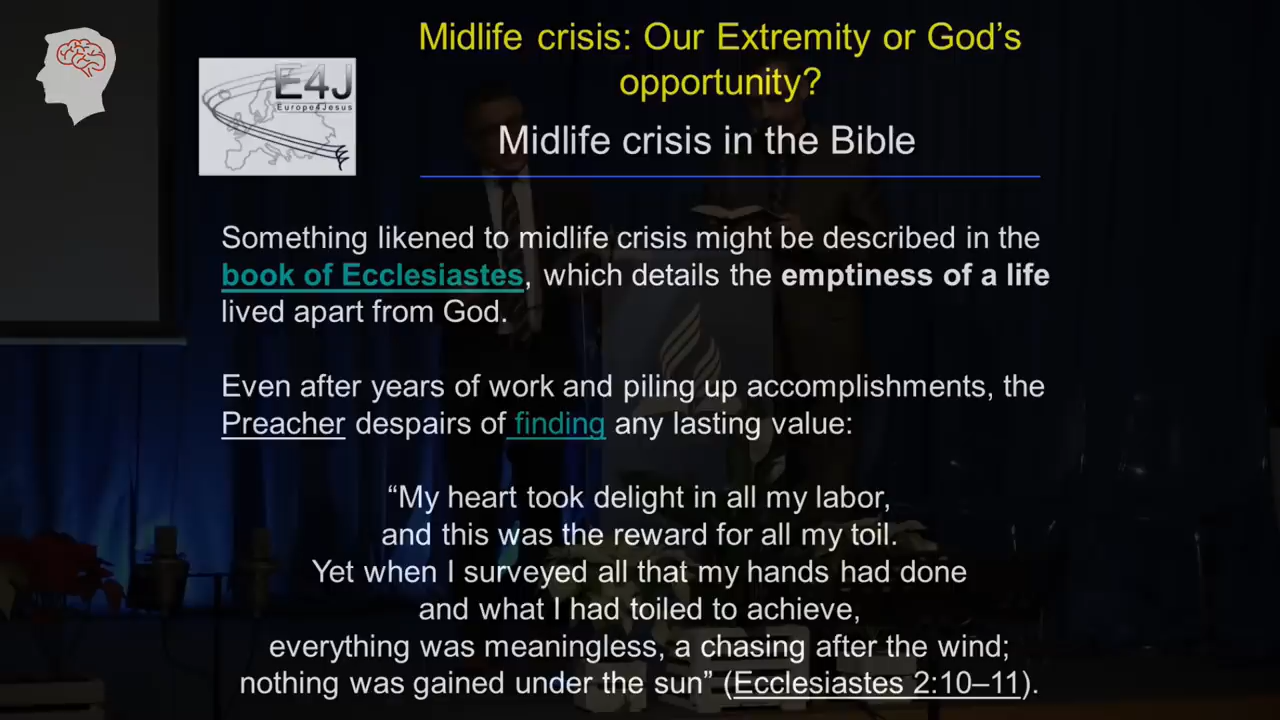 Midlife crisis: Our Extremity or God’s
opportunity?
E4J
Europe4Jesus
Midlife crisis in the Bible
Something likened to midlife crisis might be described in the
book of Ecclesiastes, which details the emptiness of a life
lived apart from God.
Even after years of work and piling up accomplishments, the
Preacher despairs of finding any lasting value:
“My heart took delight in all my labor,
and this was the reward for all my toil.
Yet when I surveyed all that my hands had done
and what I had toiled to achieve,
everything was meaningless, a chasing after the wind;
nothing was gained under the sun” (Ecclesiastes 2:10–11).